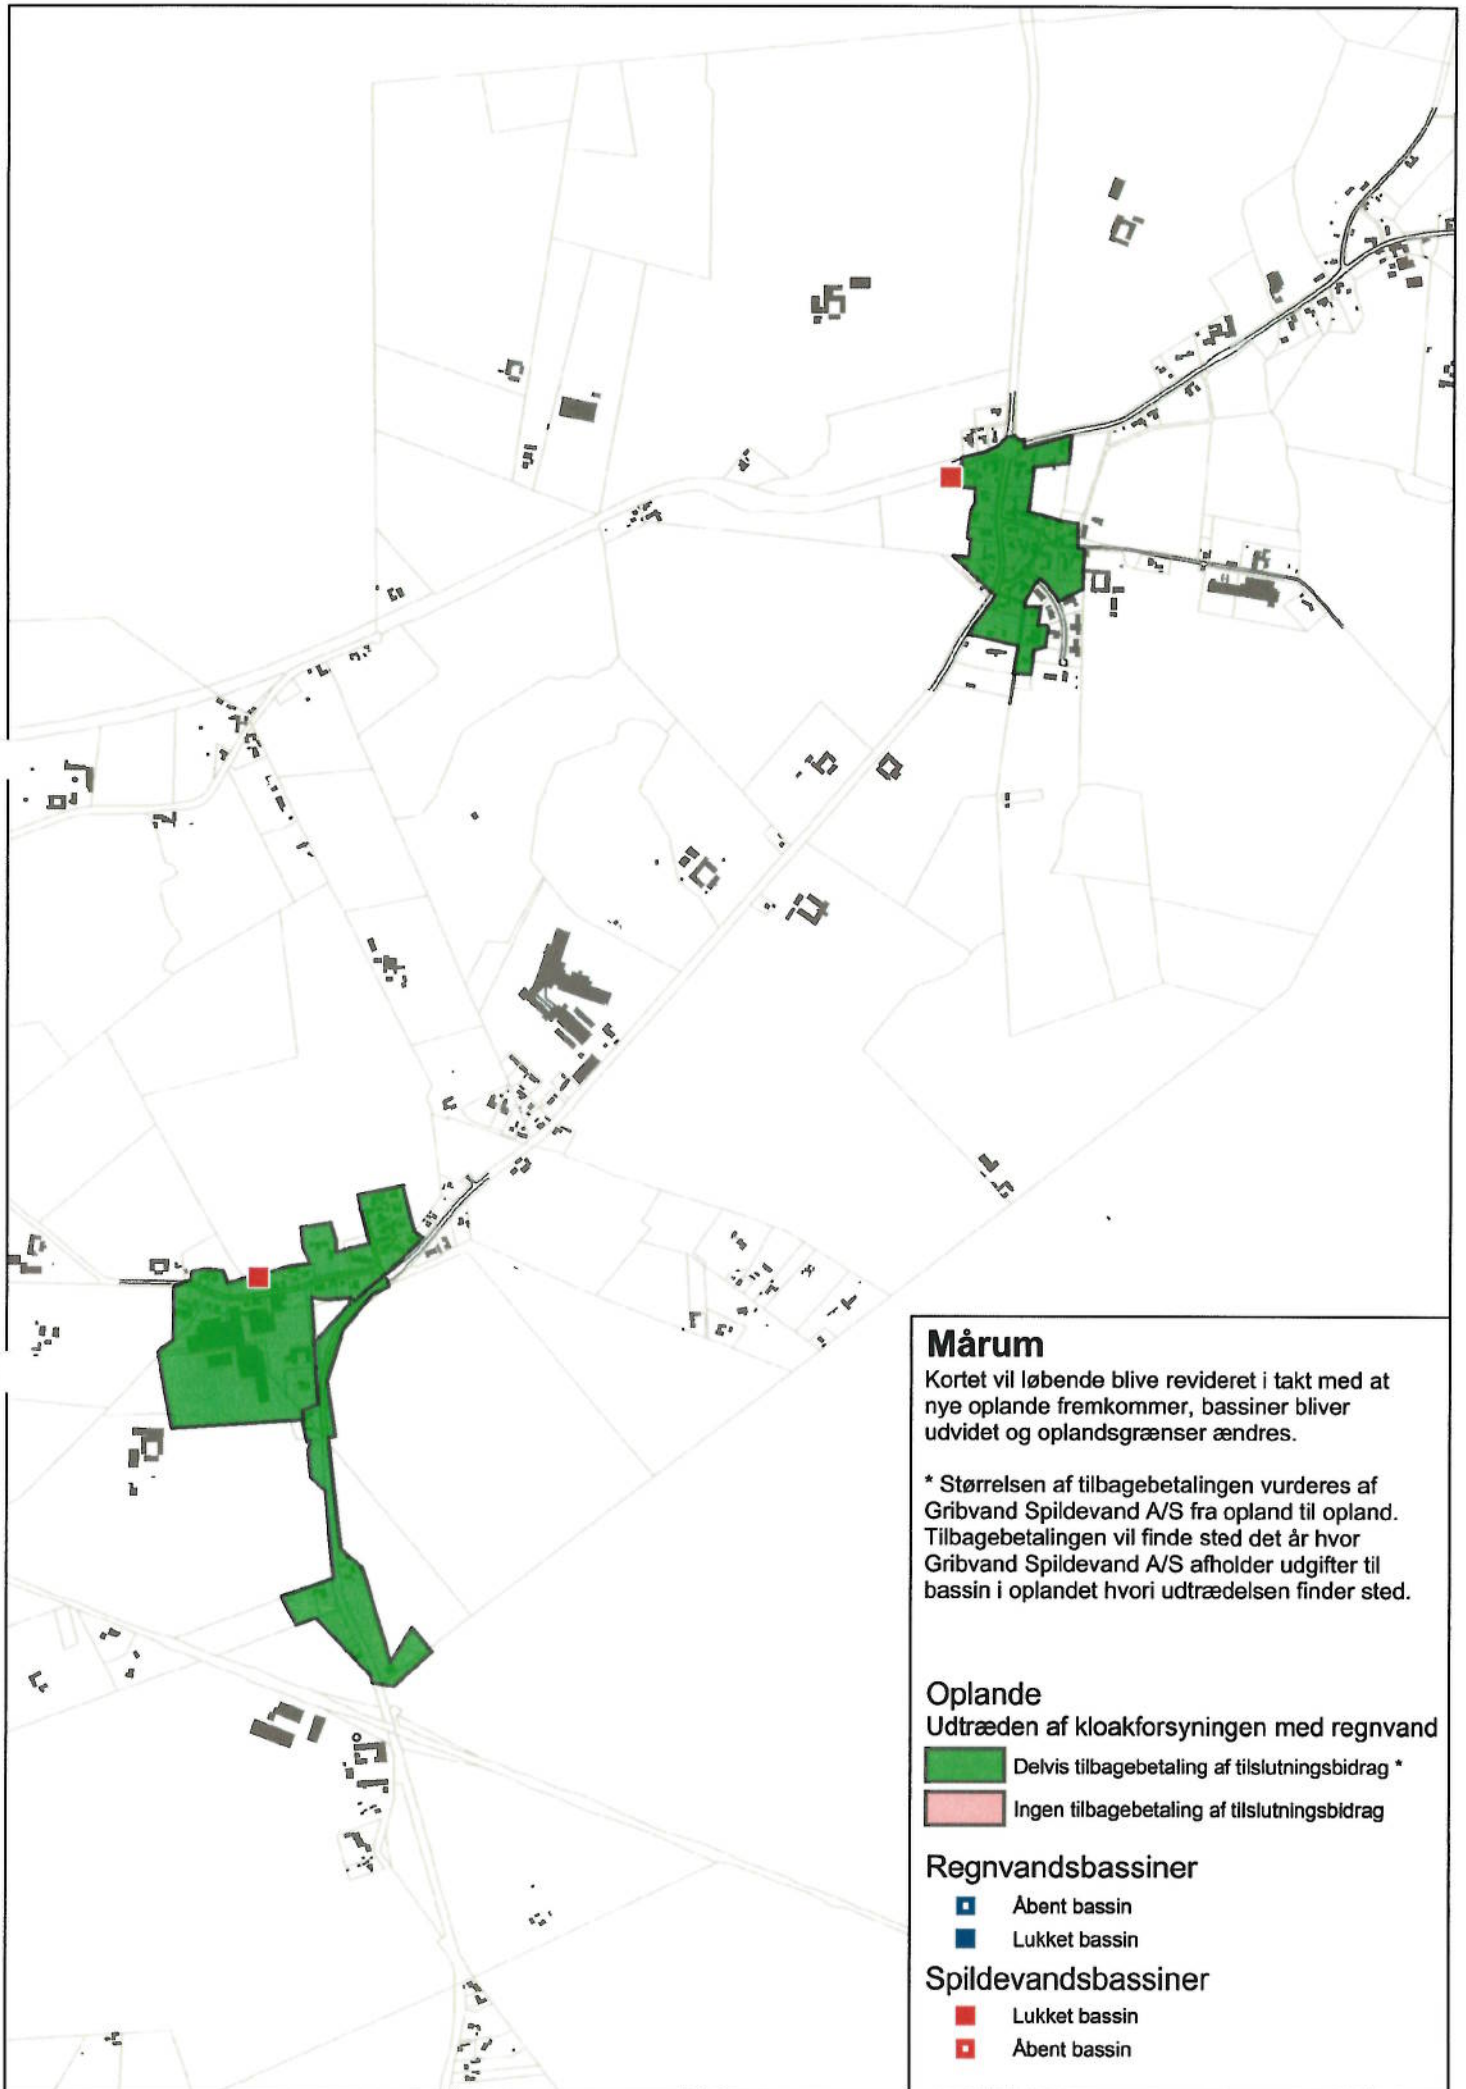 Mårum
Kortet vil løbende blive revideret i takt med at
nye oplande fremkommer, bassiner bliver
udvidet og oplandsgrænser ændres.
* Størrelsen af tilbagebetalingen vurderes af
Gribvand Spildevand A/S fra opland til opland.
Tilbagebetalingen vil finde sted det år hvor
Gribvand Spildevand A/S afholder udgifter til
bassin i oplandet hvori udtrædelsen finder sted.
Oplande
Udtræden af kloakforsyningen med regnvand
Delvis tilbagebetaling af tilslutningsbidrag *
Ingen tilbagebetaling af tilslutningsbidrag
Regnvandsbassiner
Åbent bassin
Lukket bassin
Spildevandsbassiner
Lukket bassin
Åbent bassin